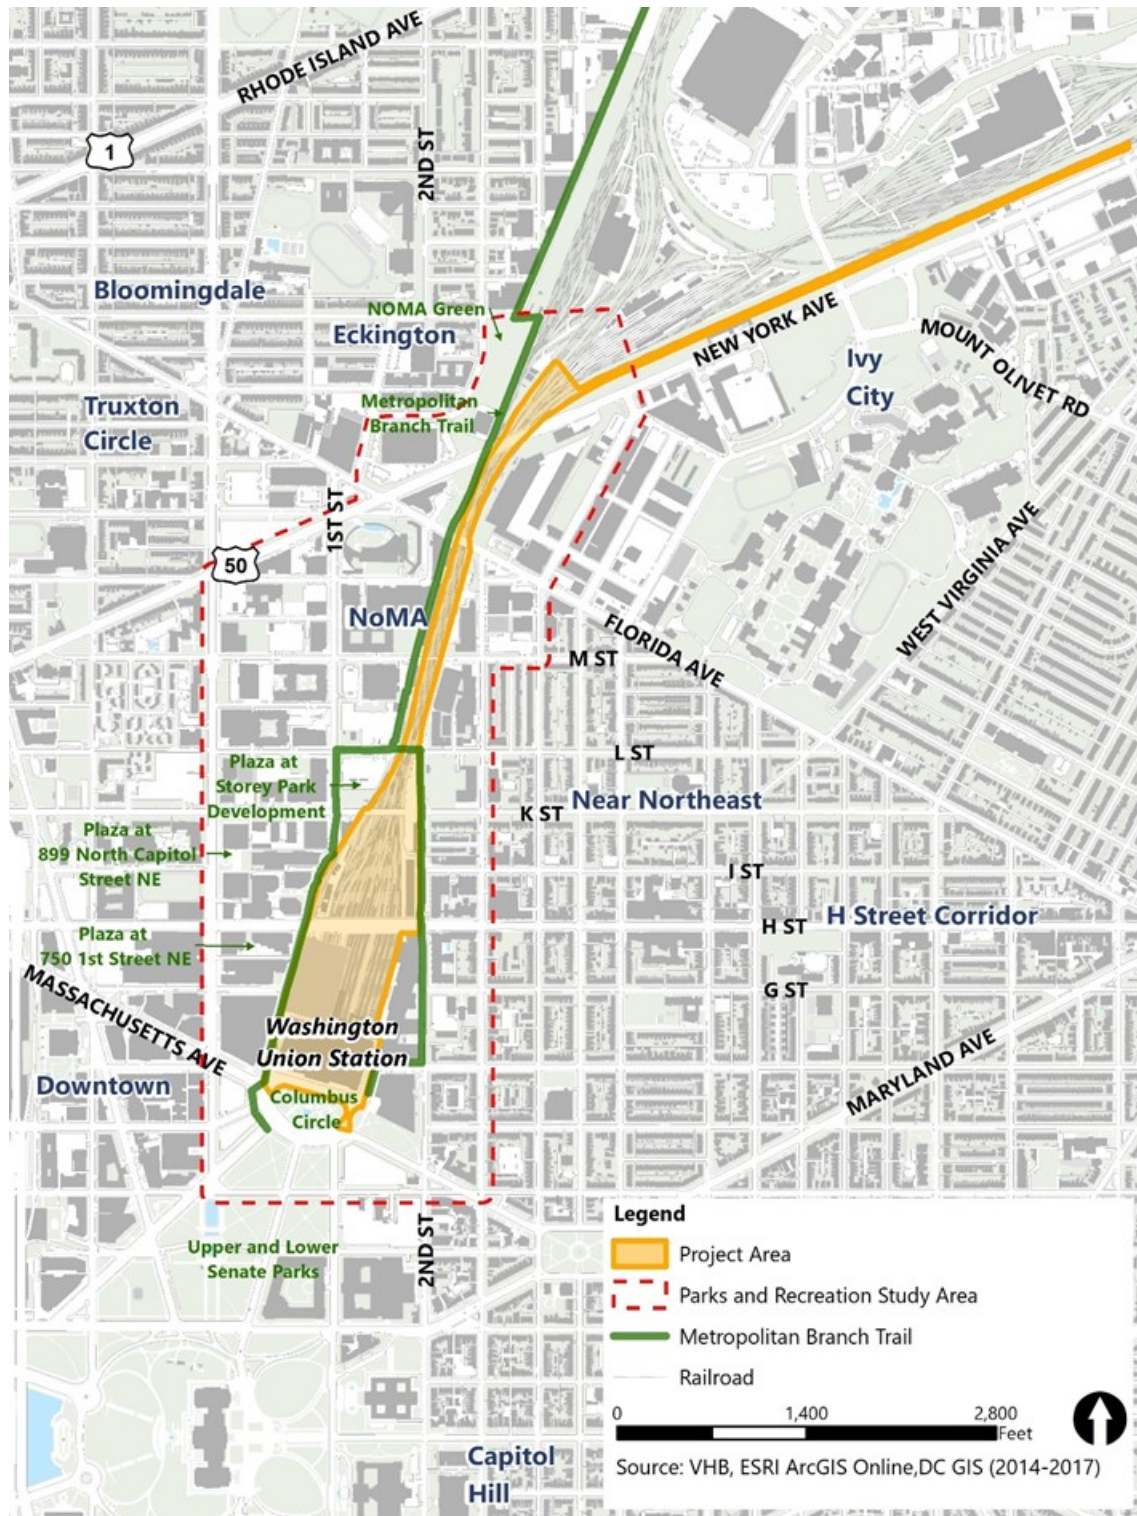 RHODE ISLAND AVE
1
2ND ST
Bloomingdale
NOMA Green
Eckington
NEW YORK AVE
MOUNT OLIVET RD
Ivy
City
Truxton
Circle
Metropolitan
Branch Trail
1ST ST
50
WEST VIRGINIA AVE
NoMA
FLORIDA AVE
M ST
L ST
Plaza at
Storey Park
Development
Near Northeast
K ST
Plaza at
899 North Capitol
Street NE
I ST
H Street Corridor
H ST
Plaza at
750 1st Street NE
G ST
MASSACHUSETTS AVE
Washington
Union Station
MARYLAND AVE
Downtown
Columbus
Circle
2ND ST
Upper and Lower
Senate Parks
Capitol
Hill
Legend
Project Area
Parks and Recreation Study Area
Metropolitan Branch Trail
Railroad
0 1,400 2,800
Feet
Source: VHB, ESRI ArcGIS Online,DC GIS (2014-2017)